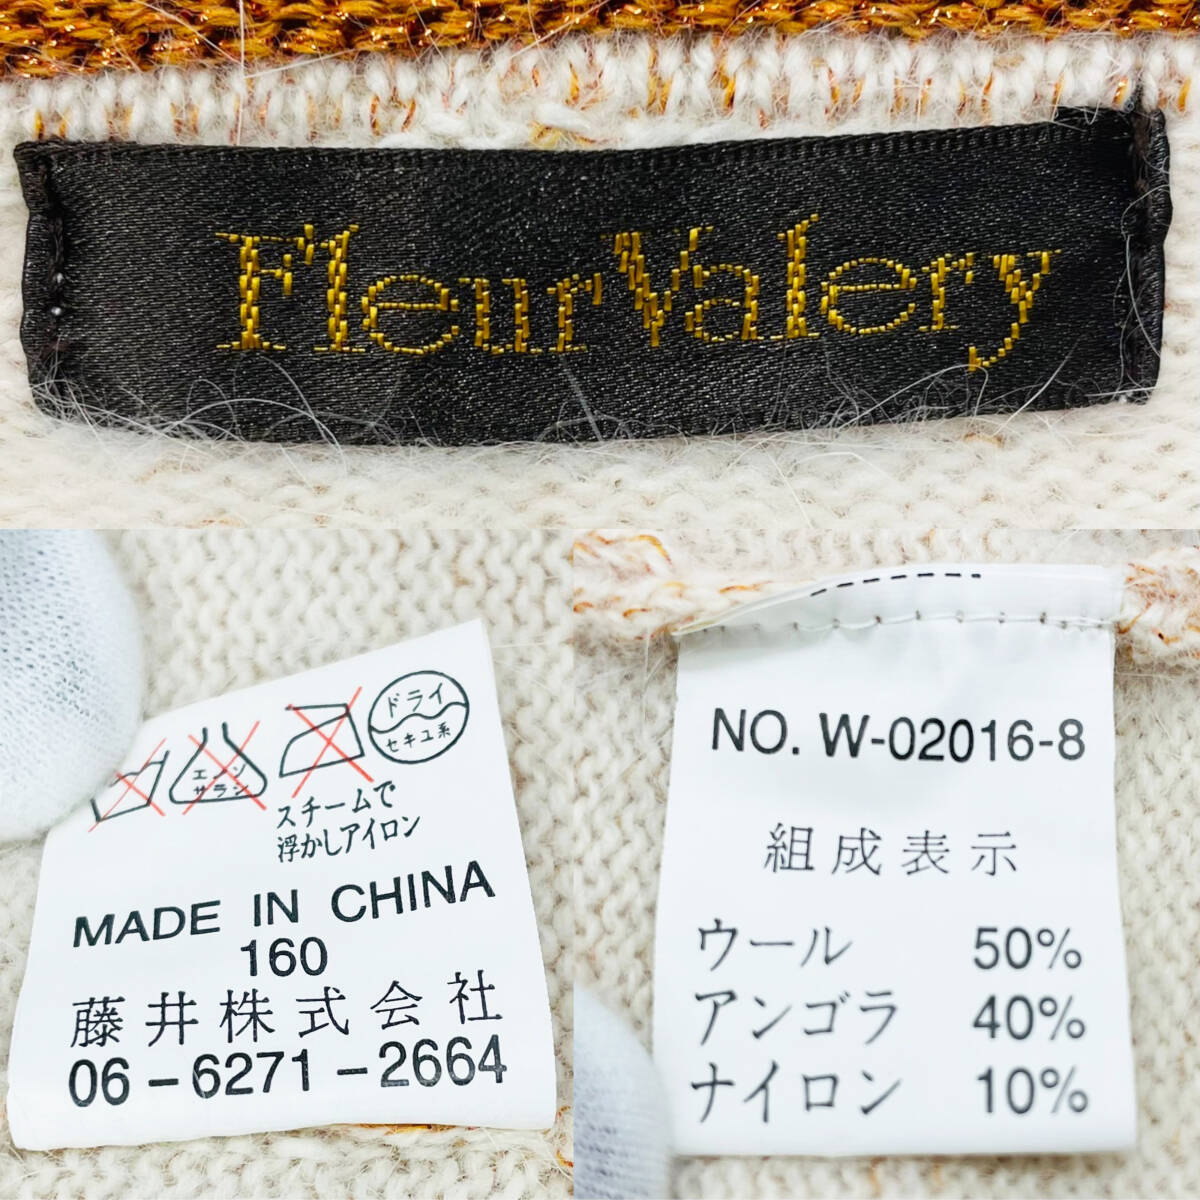 Fleur Valery
エンソ
サラシ
ドライ
セキユ系
スチームで
浮かしアイロン
MADE IN CHINA
160
藤井株式会社
06-6271-2664
NO. W-02016-8
組成表示
ウール 50%
アンゴラ 40%
ナイロン 10%